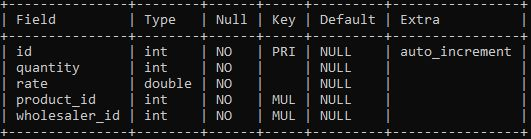 +---------------+--------+------+-----+---------+----------------+
| Field         | Type   | Null | Key | Default | Extra          |
+---------------+--------+------+-----+---------+----------------+
| id            | int    | NO   | PRI | NULL    | auto_increment |
| quantity      | int    | NO   |     | NULL    |                |
| rate          | double | NO   |     | NULL    |                |
| product_id    | int    | NO   | MUL | NULL    |                |
| wholesaler_id | int    | NO   | MUL | NULL    |                |
+---------------+--------+------+-----+---------+----------------+